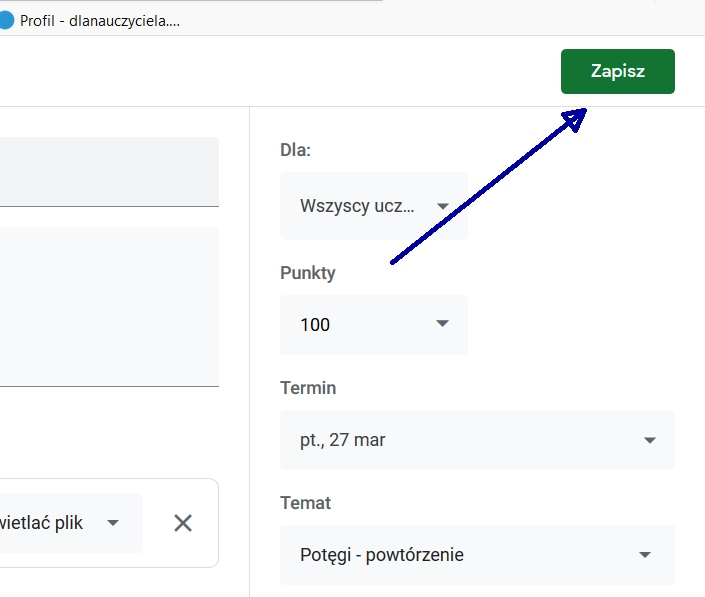 Profil - dlanauczyciela....
Zapisz
Dla:
Wszyscy ucz...
Punkty
100
Termin
pt., 27 mar
Temat
wietlać plik
Potęgi - powtórzenie